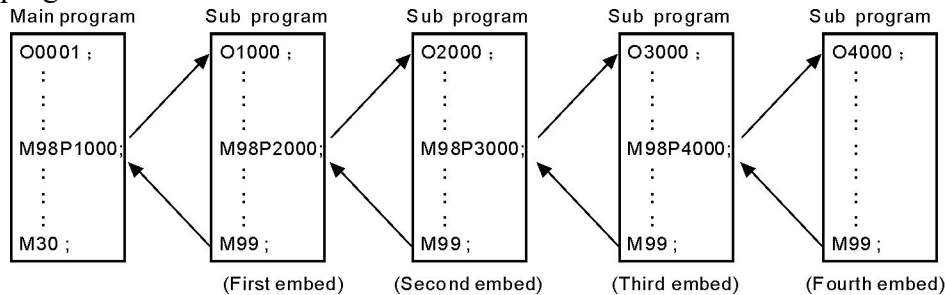 Main program
Sub program
Sub program
Sub program
Sub program
O0001 ;
M98P1000;
M30 ;
O1000 ;
M98P2000;
M99 ;
O2000 ;
M98P3000;
M99 ;
O3000 ;
M98P4000;
M99 ;
O4000 ;
M99 ;
(First embed)
(Second embed)
(Third embed)
(Fourth embed)